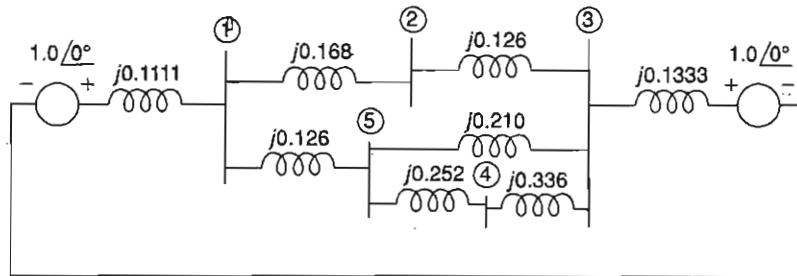 ① ② ③
1.0/0° j0.1111 j0.168 j0.126 j0.1333 1.0/0°
− + + −
j0.126 ⑤ j0.210
j0.252 ④ j0.336